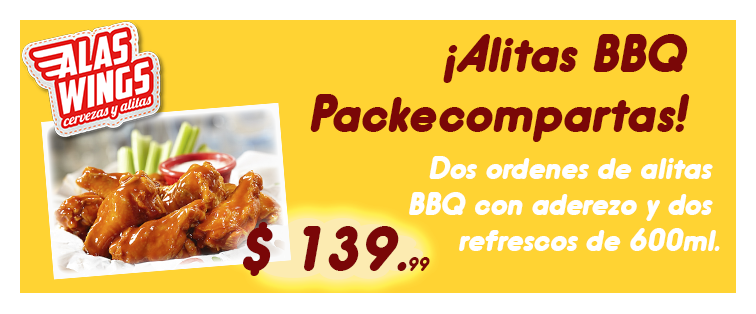 ALAS
WINGS
cervezas y alitas
¡Alitas BBQ
Packecompartas!
Dos ordenes de alitas
BBQ con aderezo y dos
refrescos de 600ml.
$ 139.99